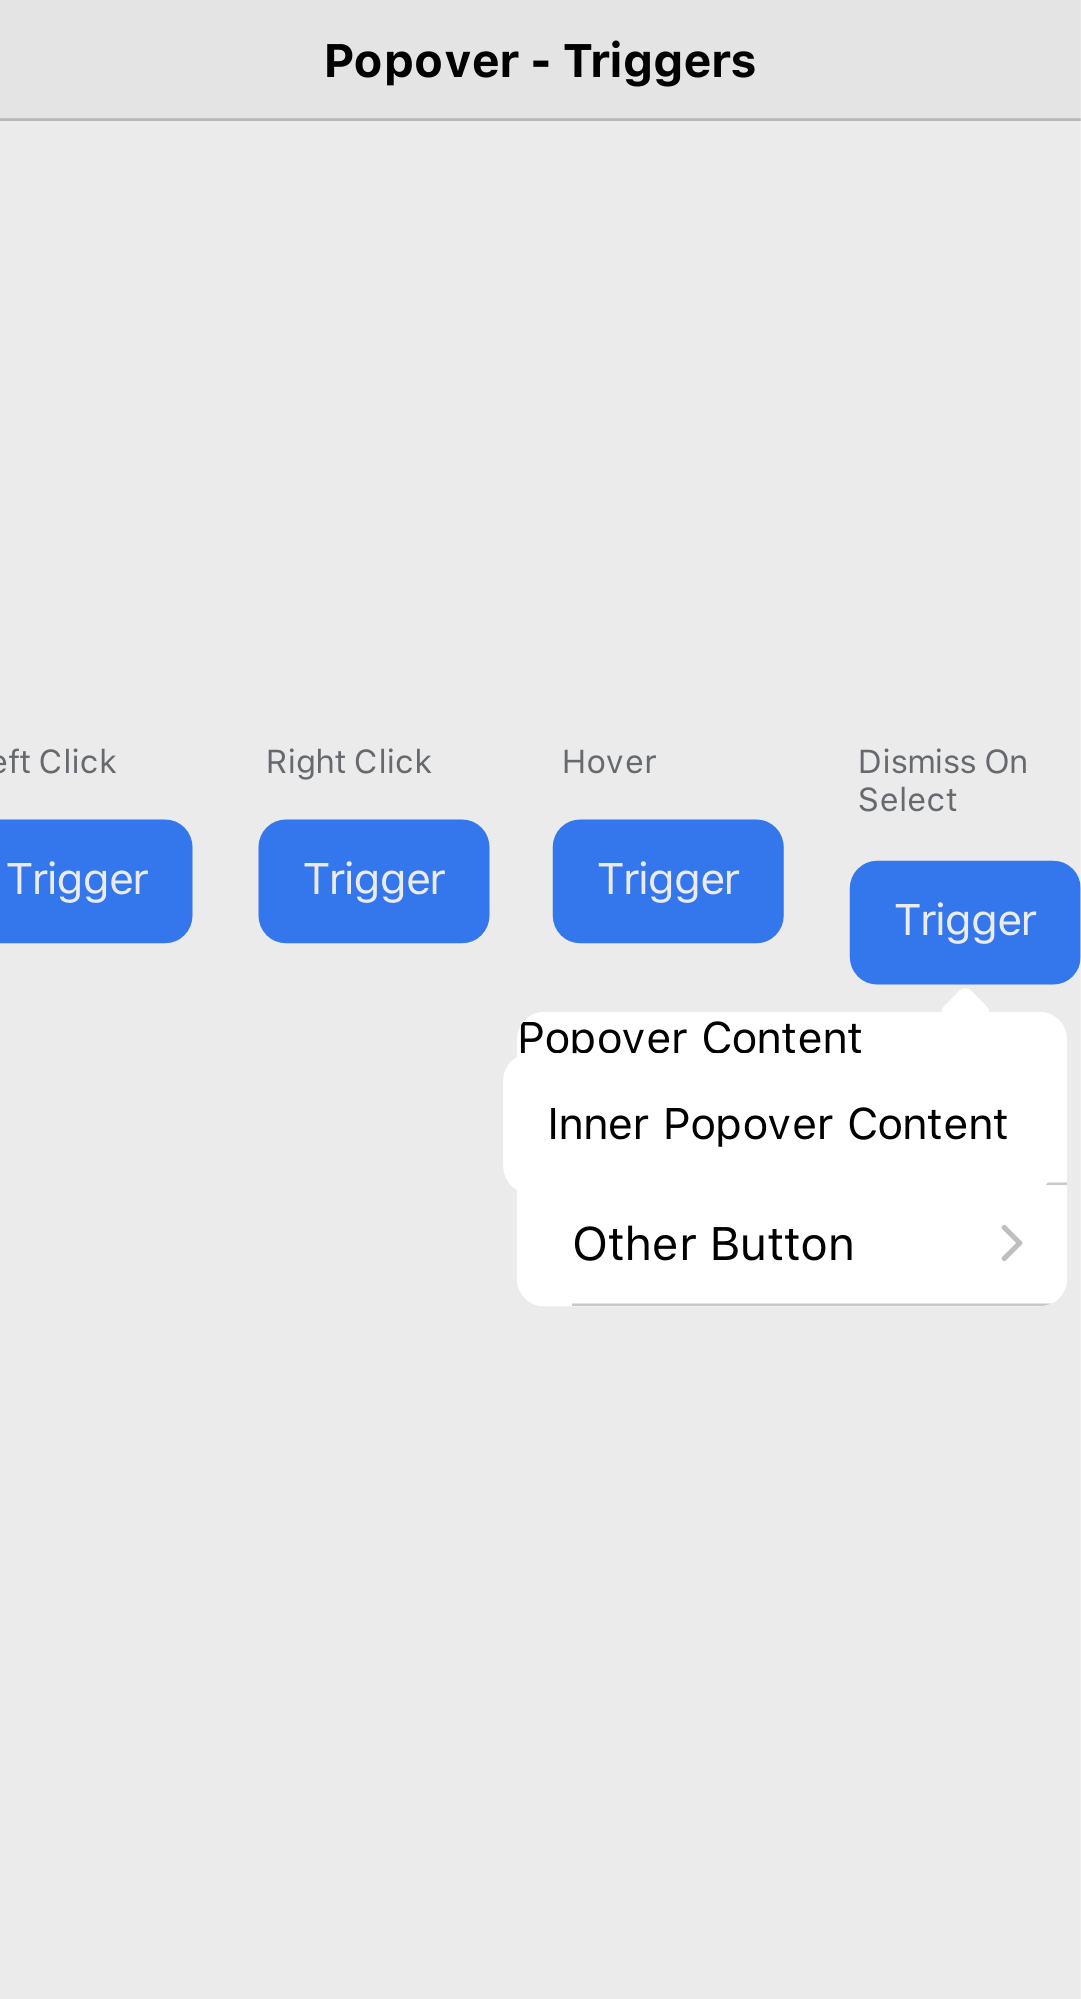 Popover - Triggers
eft Click
Right Click
Hover
Dismiss On
Select
Trigger
Trigger
Trigger
Trigger
Popover Content
Inner Popover Content
Other Button